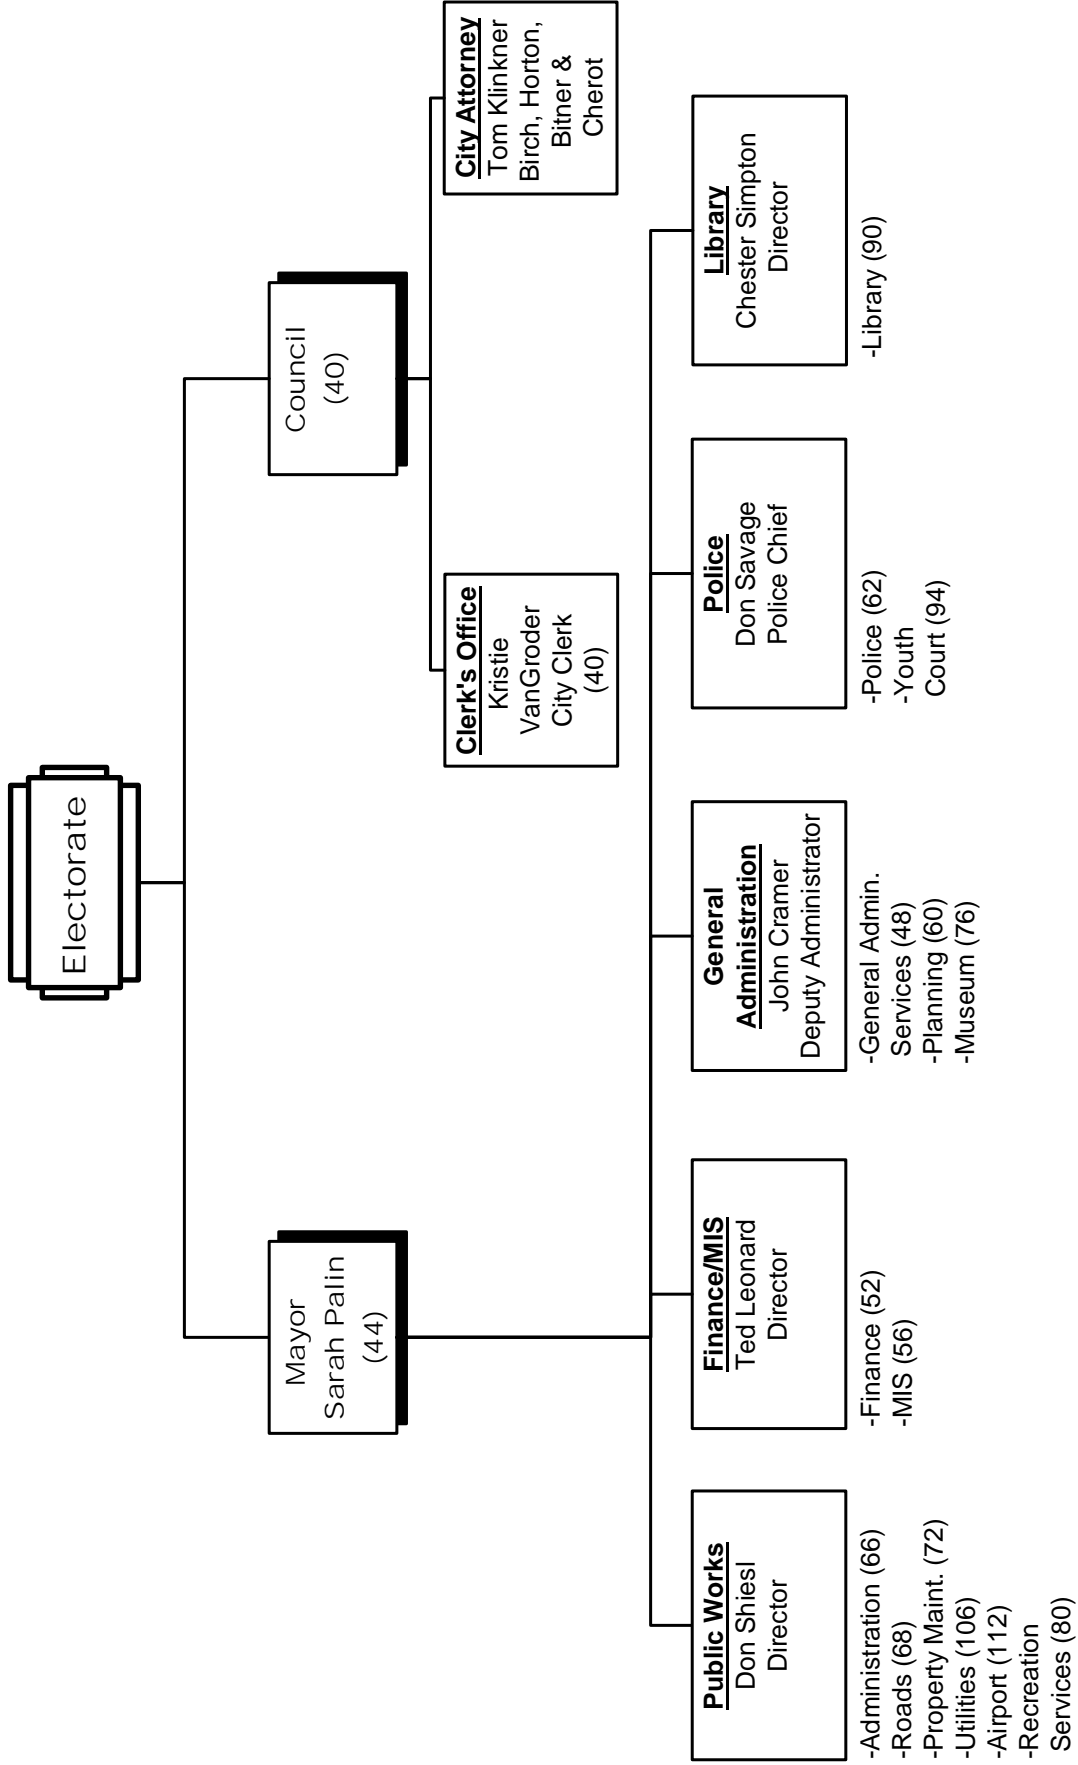 Electorate
Mayor
Sarah Palin
(44)
Council
(40)
Clerk's Office
Kristie
VanGroder
City Clerk
(40)
City Attorney
Tom Klinkner
Birch, Horton,
Bitner &
Cherot
Public Works
Don Shiesl
Director
-Administration (66)
-Roads (68)
-Property Maint. (72)
-Utilities (106)
-Airport (112)
-Recreation
Services (80)
Finance/MIS
Ted Leonard
Director
-Finance (52)
-MIS (56)
General
Administration
John Cramer
Deputy Administrator
-General Admin.
Services (48)
-Planning (60)
-Museum (76)
Police
Don Savage
Police Chief
-Police (62)
-Youth
Court (94)
Library
Chester Simpton
Director
-Library (90)